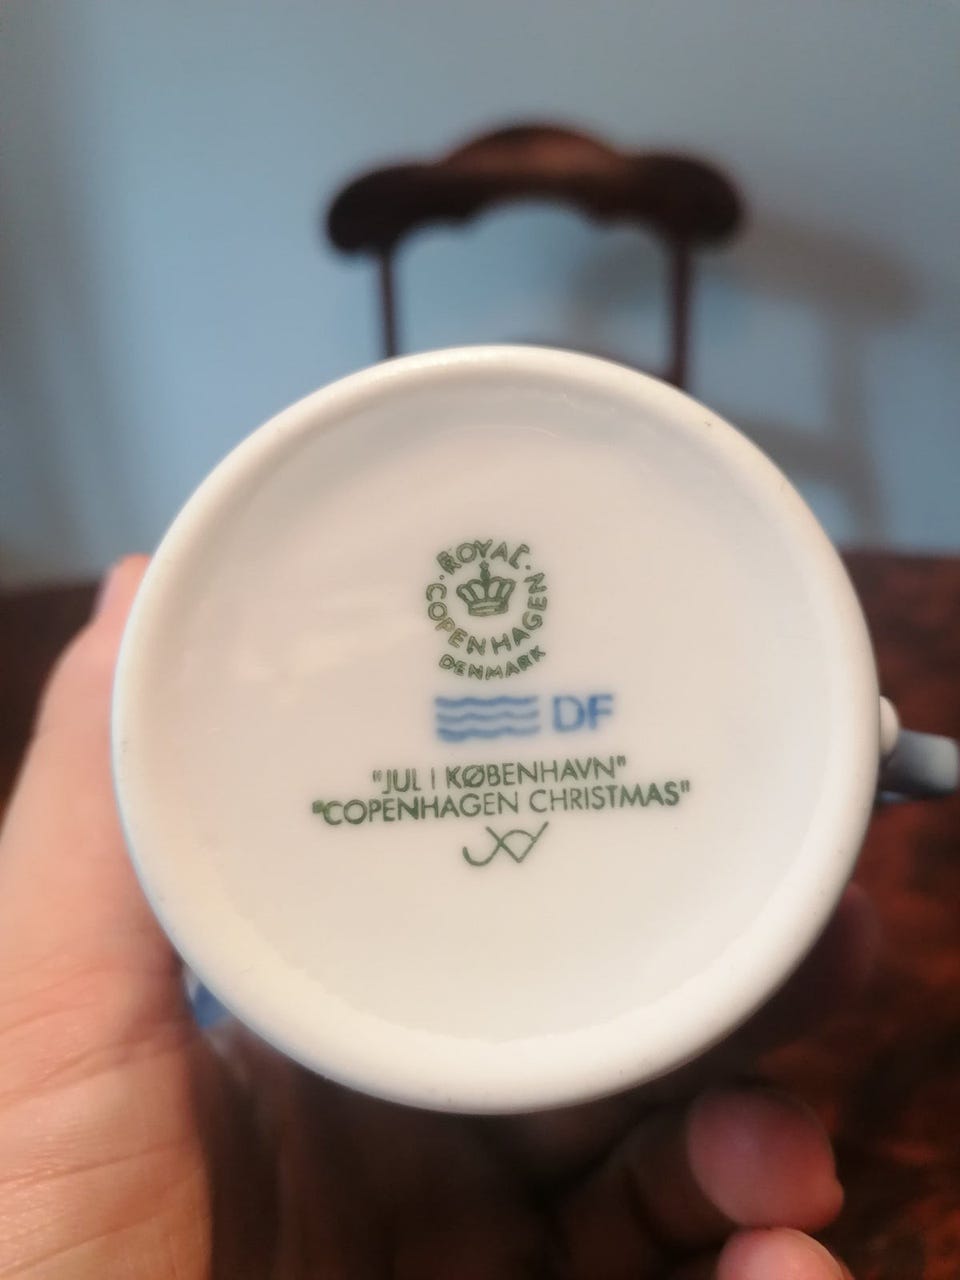 ROYAL
COPENHAGEN
DENMARK
DF
"JUL I KØBENHAVN"
"COPENHAGEN CHRISTMAS"